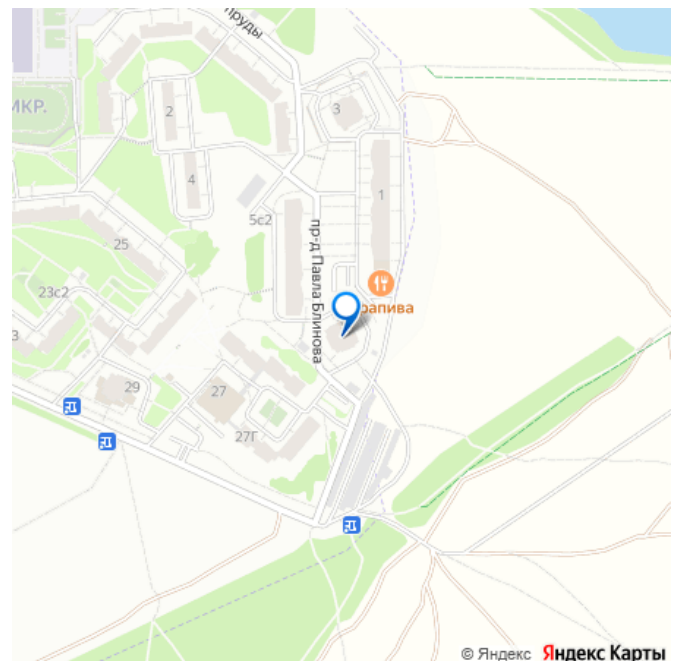 пруды
МКР.
2
3
4
1
5с2
25
пр-д Павла Блинова
23с2
3
рапива
29
27
27Г
© Яндекс Яндекс Карты